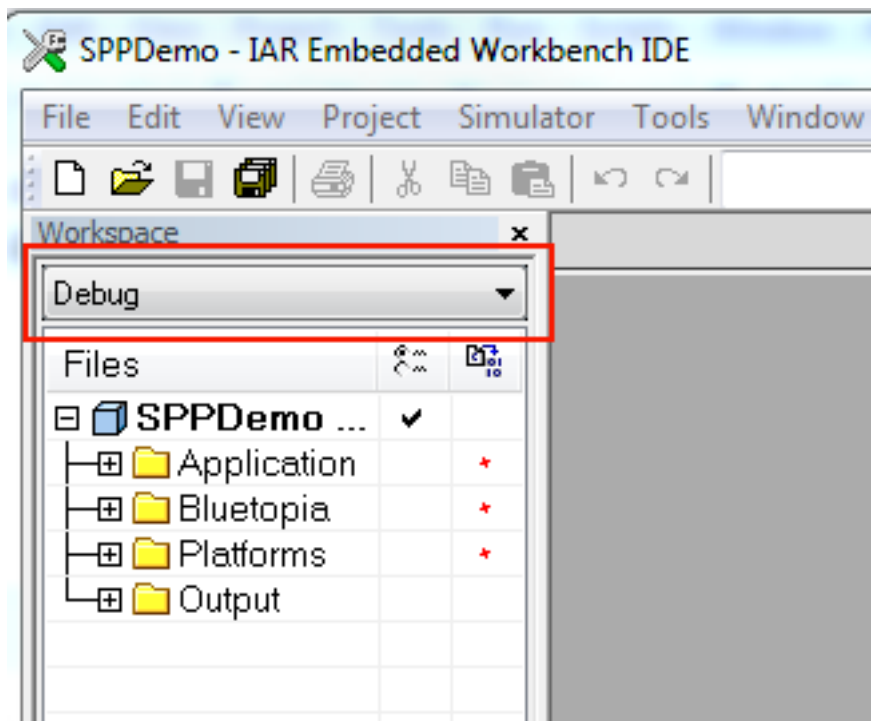 SPPDemo - IAR Embedded Workbench IDE
File Edit View Project Simulator Tools Window
Workspace
Debug
Files
SPPDemo ...
Application
Bluetopia
Platforms
Output